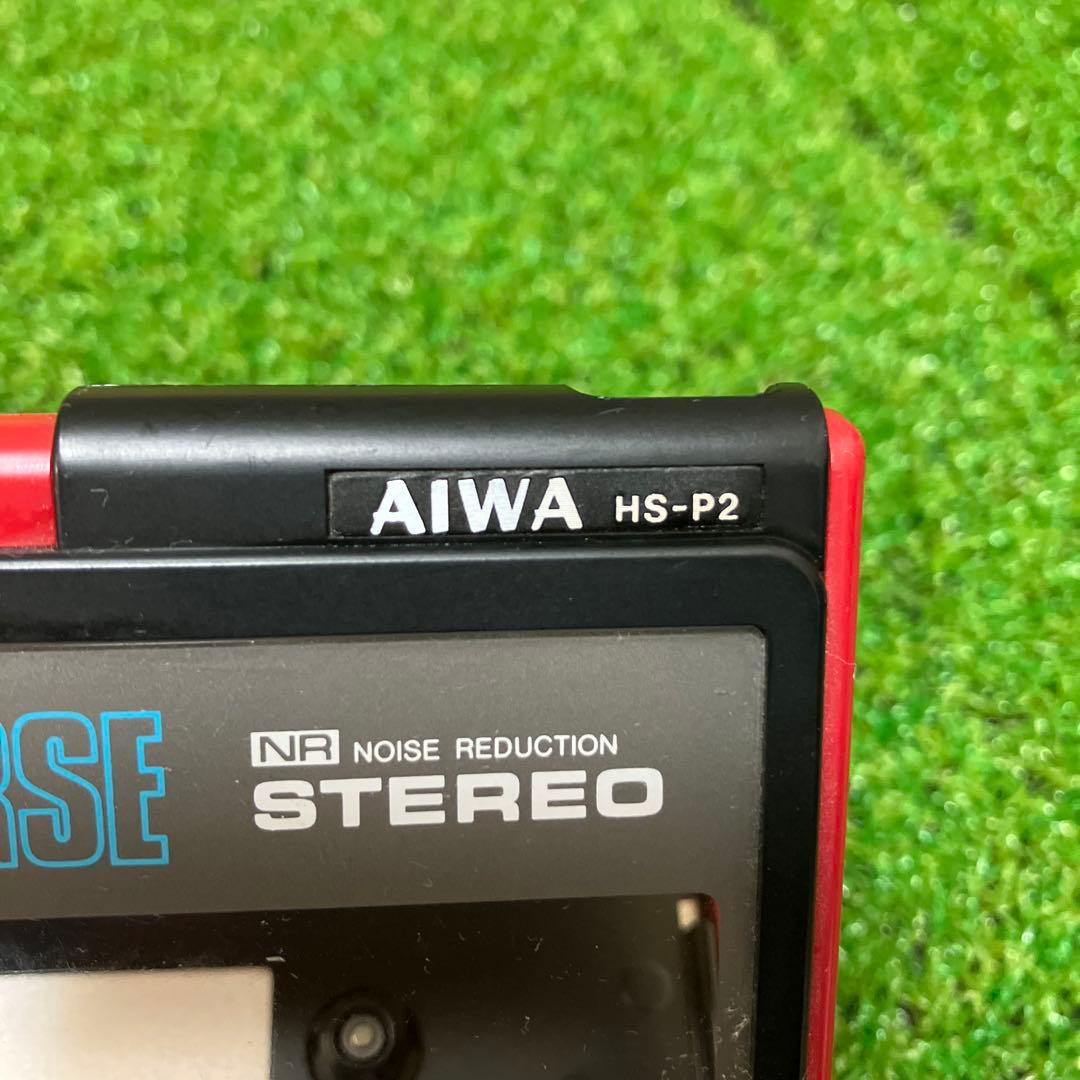 AIWA HS-P2
NR NOISE REDUCTION
STEREO
RSE